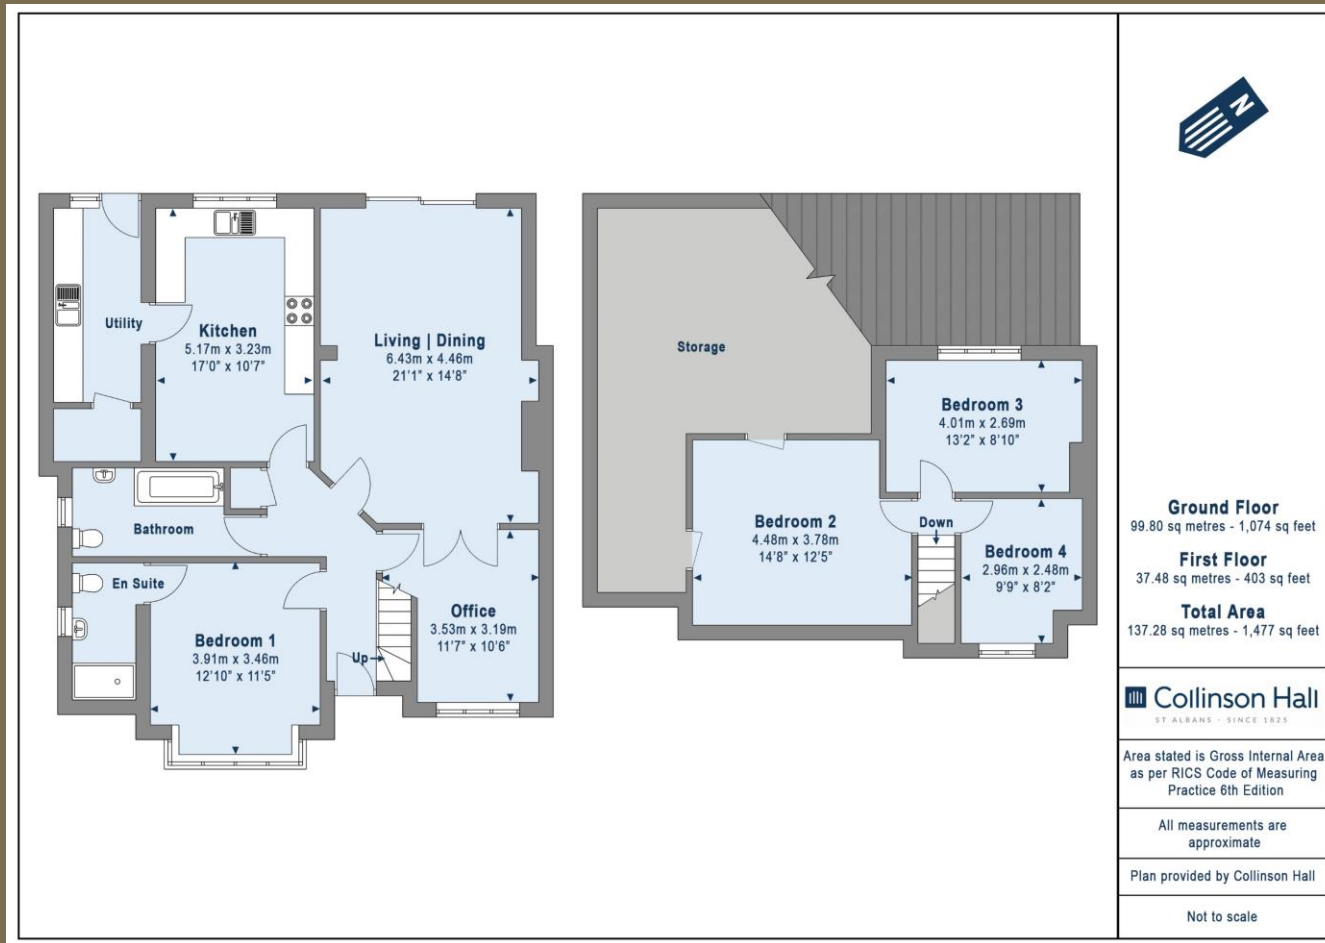 N
Utility
Kitchen
5.17m x 3.23m
17'0" x 10'7"
Living | Dining
6.43m x 4.46m
21'1" x 14'8"
Bathroom
En Suite
Bedroom 1
3.91m x 3.46m
12'10" x 11'5"
Up
Office
3.53m x 3.19m
11'7" x 10'6"
Storage
Bedroom 3
4.01m x 2.69m
13'2" x 8'10"
Bedroom 2
4.48m x 3.78m
14'8" x 12'5"
Down
Bedroom 4
2.96m x 2.48m
9'9" x 8'2"
Ground Floor
99.80 sq metres - 1,074 sq feet
First Floor
37.48 sq metres - 403 sq feet
Total Area
137.28 sq metres - 1,477 sq feet
Collinson Hall
ST ALBANS - SINCE 1825
Area stated is Gross Internal Area
as per RICS Code of Measuring
Practice 6th Edition
All measurements are
approximate
Plan provided by Collinson Hall
Not to scale